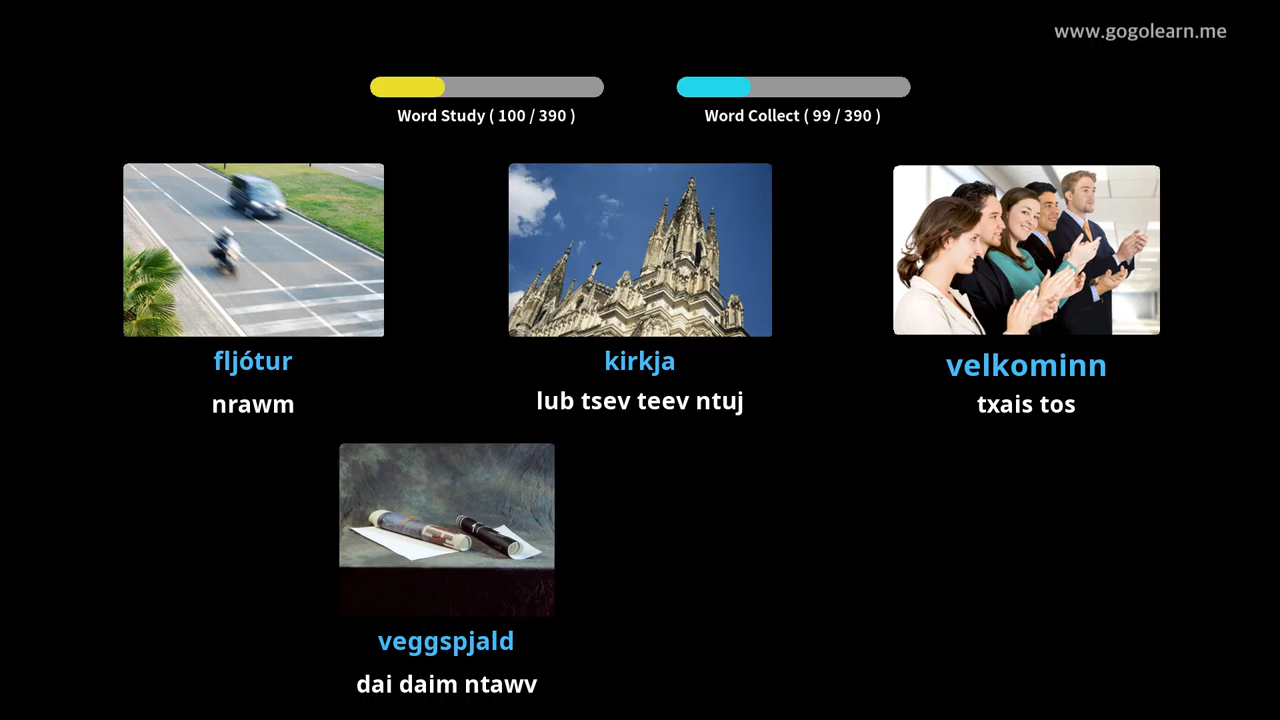 www.gogolearn.me
Word Study ( 100 / 390 )
Word Collect ( 99 / 390 )
fljótur
nrawm
kirkja
lub tsev teev ntuj
velkominn
txais tos
veggspjald
dai daim ntawv